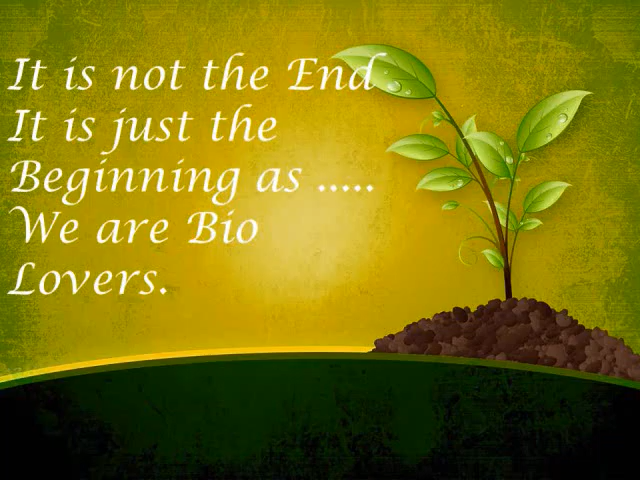 It is not the End
It is just the
Beginning as .....
We are Bio
Lovers.